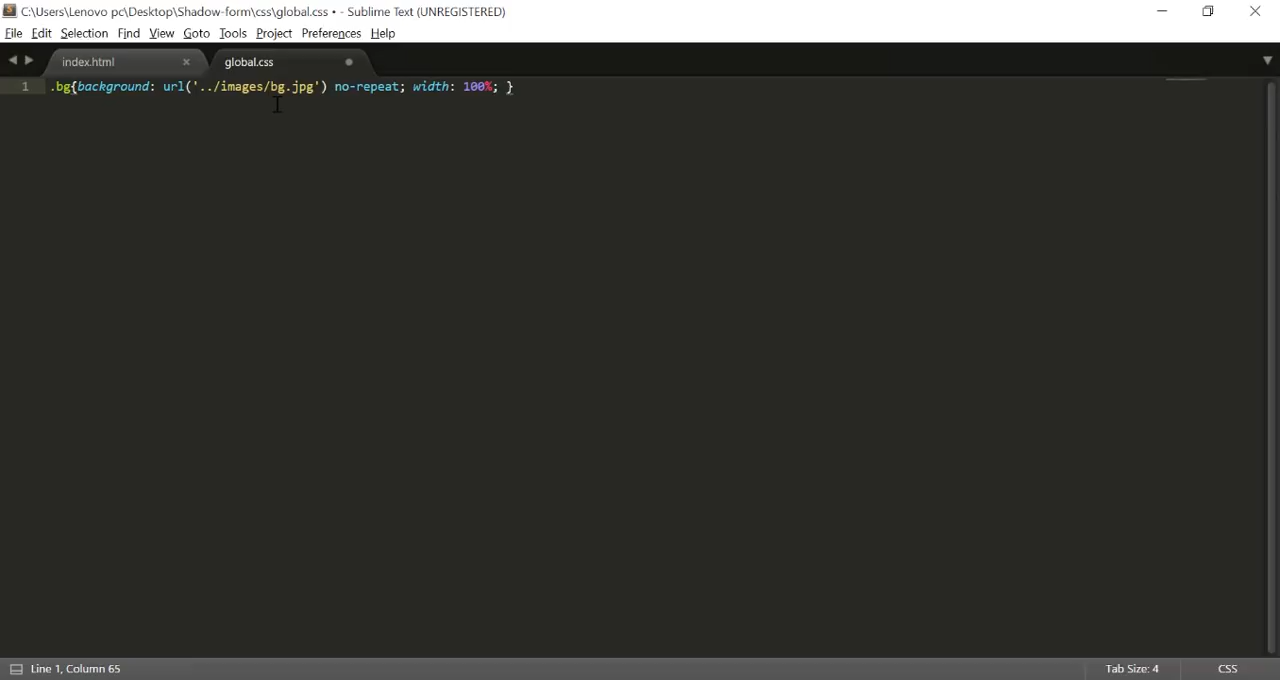 C:\Users\Lenovo pc\Desktop\Shadow-form\css\global.css • - Sublime Text (UNREGISTERED)
File Edit Selection Find View Goto Tools Project Preferences Help
index.html × global.css
1 .bg{background: url('../images/bg.jpg') no-repeat; width: 100%; }
Line 1, Column 65 Tab Size: 4 CSS